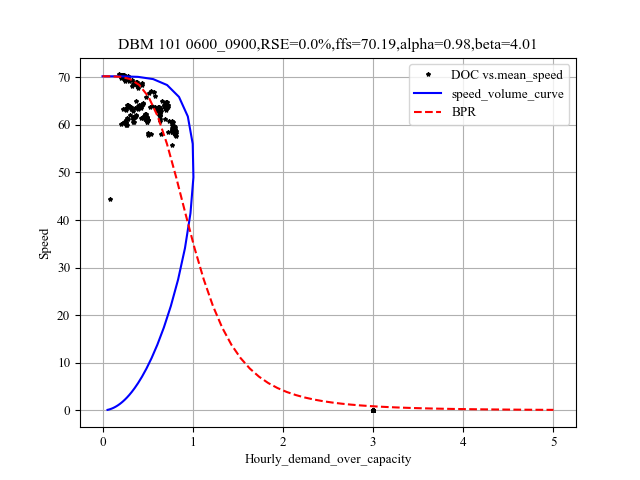 DBM 101 0600_0900,RSE=0.0%,ffs=70.19,alpha=0.98,beta=4.01
DOC vs.mean_speed
speed_volume_curve
BPR
70
60
50
40
30
20
10
0
Speed
0 1 2 3 4 5
Hourly_demand_over_capacity